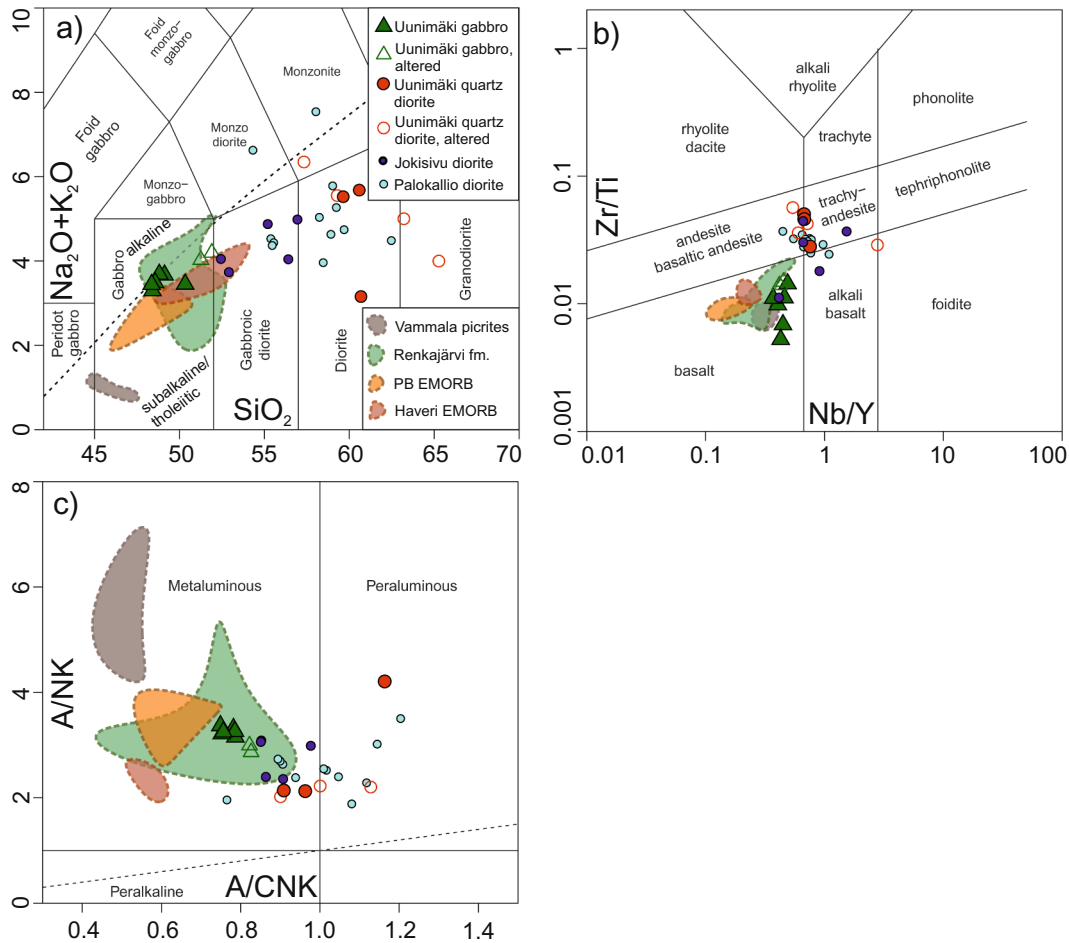 a)
Na₂O+K₂O
10
8
6
4
2
0
Foid
monzo-
gabbro
Foid
gabbro
Peridot
gabbro
Monzo-
gabbro
Monzo
diorite
Monzonite
Gabbro
alkaline
subalkaline/
tholeiitic
Gabbroic
diorite
Diorite
Granodiorite
SiO₂
45
50
55
60
65
70
Uunimäki gabbro
Uunimäki gabbro,
altered
Uunimäki quartz
diorite
Uunimäki quartz
diorite, altered
Jokisivu diorite
Palokallio diorite
Vammala picrites
Renkajärvi fm.
PB EMORB
Haveri EMORB
b)
Zr/Ti
1
0.1
0.01
0.001
alkali
rhyolite
phonolite
rhyolite
dacite
trachyte
tephriphonolite
trachy-
andesite
andesite
basaltic andesite
alkali
basalt
foidite
basalt
Nb/Y
0.01
0.1
1
10
100
c)
A/NK
8
6
4
2
0
Metaluminous
Peraluminous
Peralkaline
A/CNK
0.4
0.6
0.8
1.0
1.2
1.4